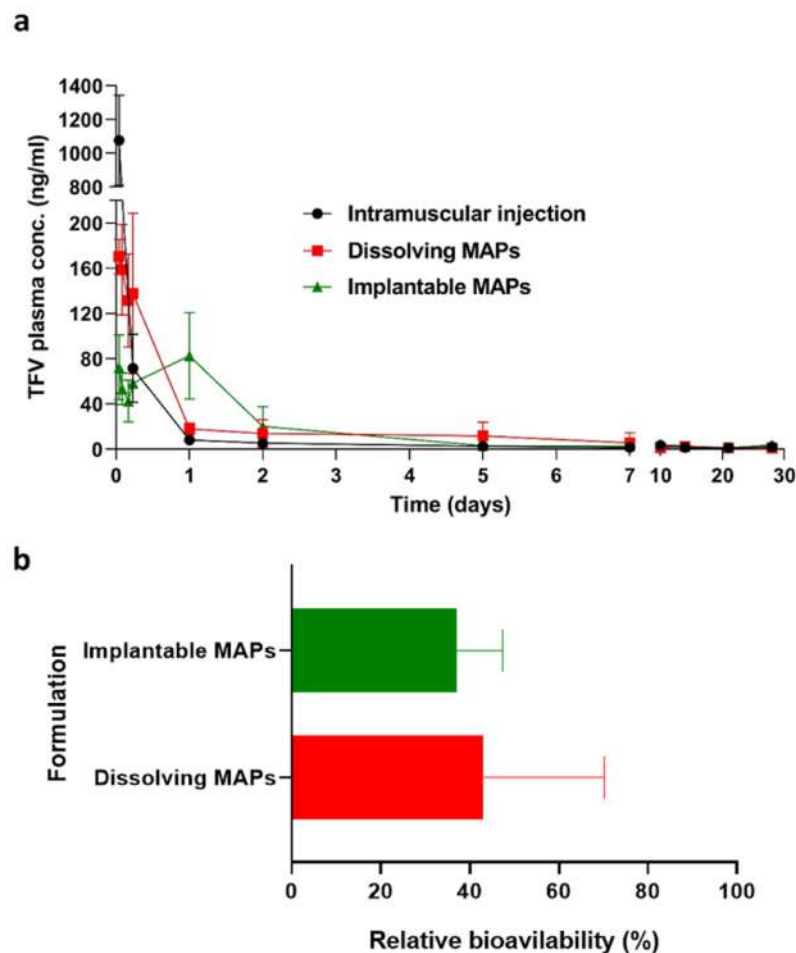 a
1400
1200
1000
800
200
160
120
80
40
0
TFV plasma conc. (ng/ml)
Intramuscular injection
Dissolving MAPs
Implantable MAPs
0 1 2 3 4 5 6 7 10 20 30
Time (days)
b
Formulation
Implantable MAPs
Dissolving MAPs
0 20 40 60 80 100
Relative bioavilability (%)